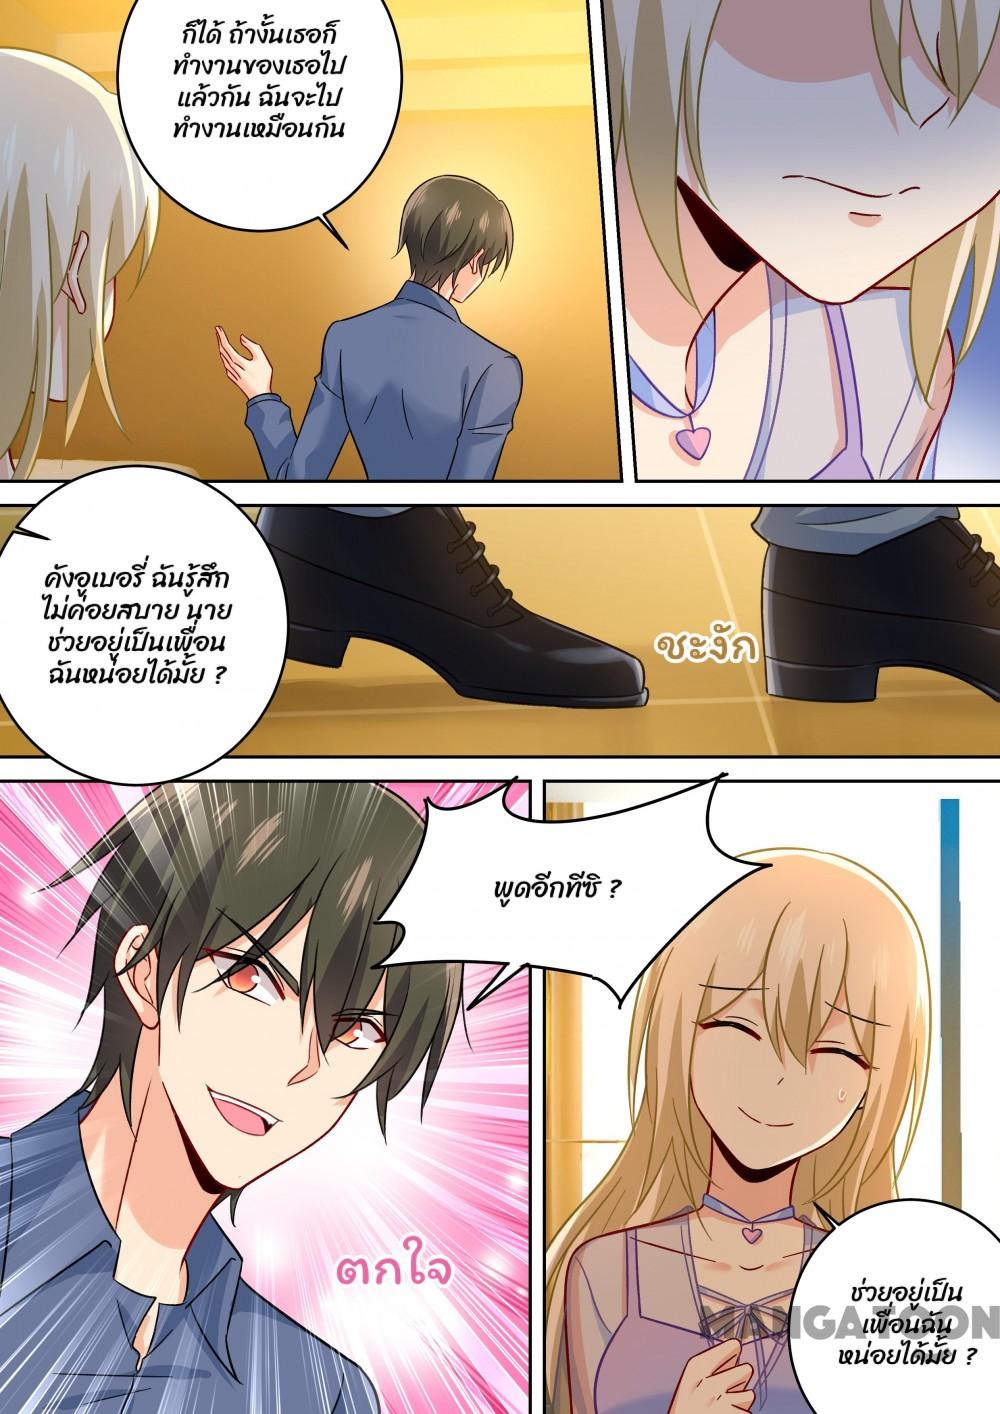 ก็ได้ ถ้างั้นเธอก็
ทำงานของเธอไป
แล้วกัน ฉันจะไป
ทำงานเหมือนกัน
คังอูเบอรี่ ฉันรู้สึก
ไม่ค่อยสบาย นาย
ช่วยอยู่เป็นเพื่อน
ฉันหน่อยได้มั้ย ?
ชะงัก
พูดอีกทีซิ ?
ตกใจ
ช่วยอยู่เป็น
เพื่อนฉัน
หน่อยได้มั้ย ?
MANGATOON